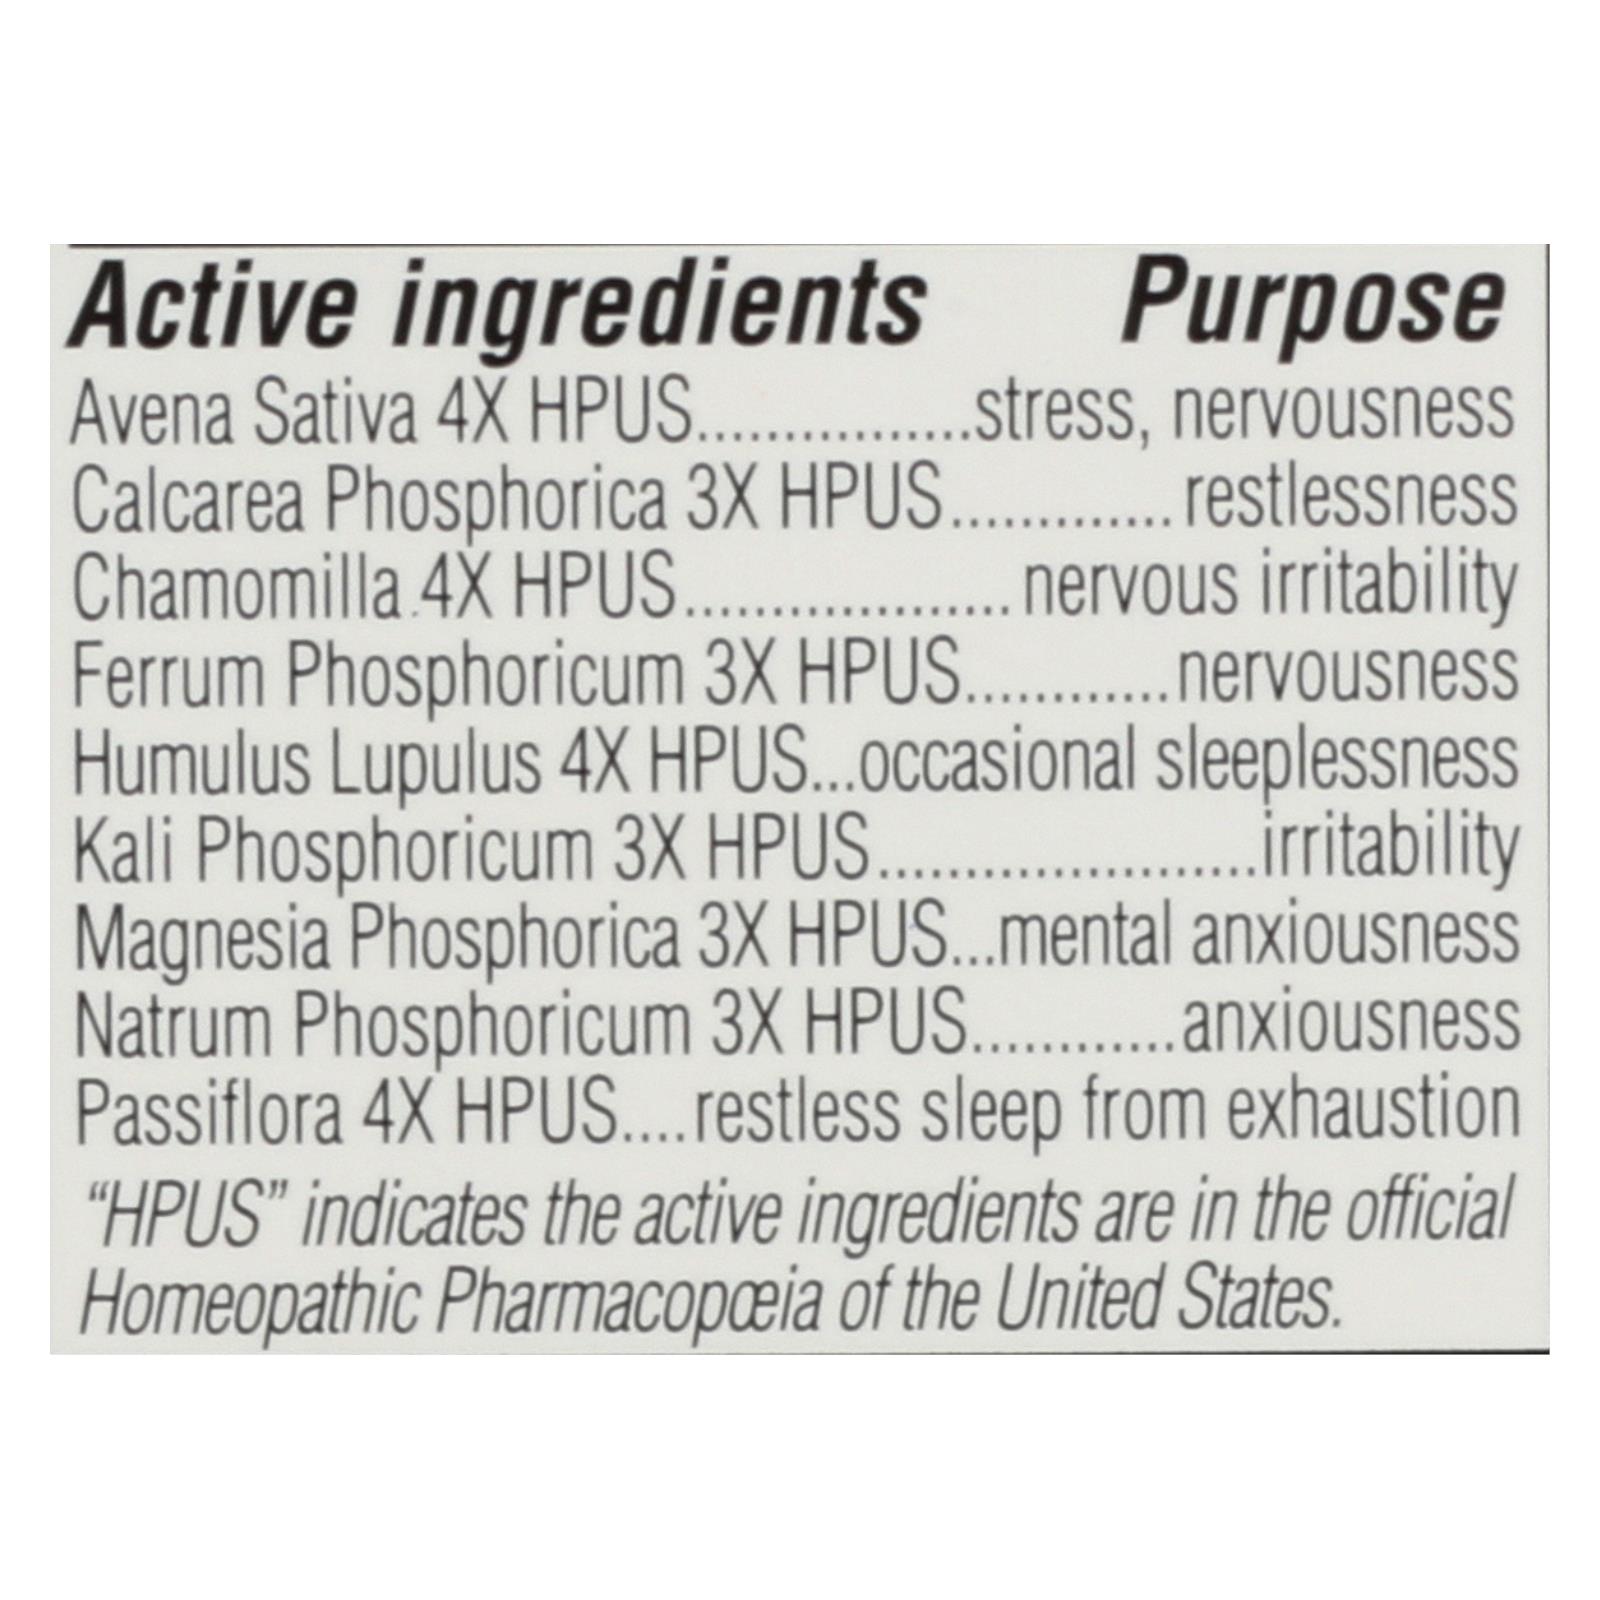 Active ingredients Purpose
Avena Sativa 4X HPUS................stress, nervousness
Calcarea Phosphorica 3X HPUS............. restlessness
Chamomilla 4X HPUS................... nervous irritability
Ferrum Phosphoricum 3X HPUS............nervousness
Humulus Lupulus 4X HPUS...occasional sleeplessness
Kali Phosphoricum 3X HPUS......................irritability
Magnesia Phosphorica 3X HPUS...mental anxiousness
Natrum Phosphoricum 3X HPUS............anxiousness
Passiflora 4X HPUS....restless sleep from exhaustion
“HPUS” indicates the active ingredients are in the official
Homeopathic Pharmacopœia of the United States.